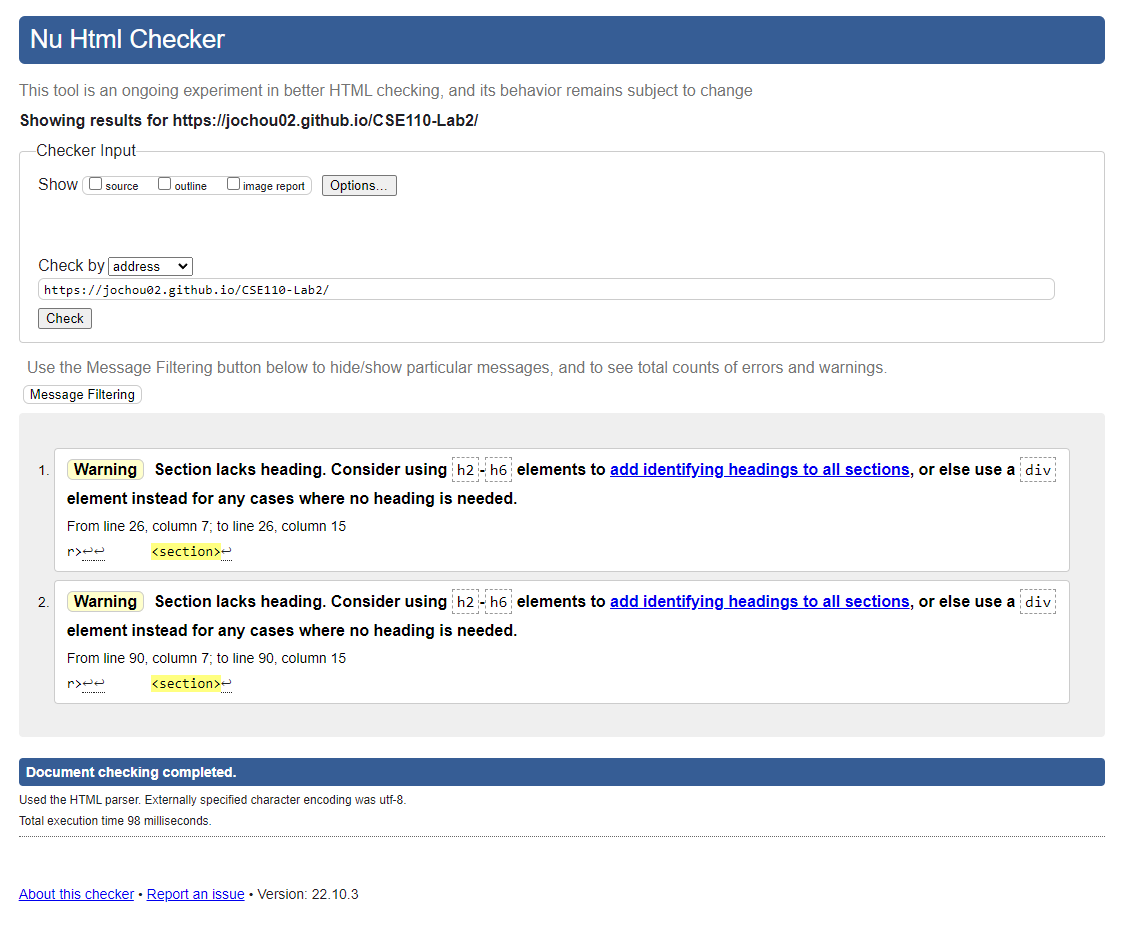 Nu Html Checker
This tool is an ongoing experiment in better HTML checking, and its behavior remains subject to change
Showing results for https://jochou02.github.io/CSE110-Lab2/
Checker Input
Show source outline image report Options...
Check by address
https://jochou02.github.io/CSE110-Lab2/
Check
Use the Message Filtering button below to hide/show particular messages, and to see total counts of errors and warnings.
Message Filtering
1. Warning Section lacks heading. Consider using h2-h6 elements to add identifying headings to all sections, or else use a div
element instead for any cases where no heading is needed.
From line 26, column 7; to line 26, column 15
r>↩↩ <section>↩
2. Warning Section lacks heading. Consider using h2-h6 elements to add identifying headings to all sections, or else use a div
element instead for any cases where no heading is needed.
From line 90, column 7; to line 90, column 15
r>↩↩ <section>↩
Document checking completed.
Used the HTML parser. Externally specified character encoding was utf-8.
Total execution time 98 milliseconds.
About this checker • Report an issue • Version: 22.10.3